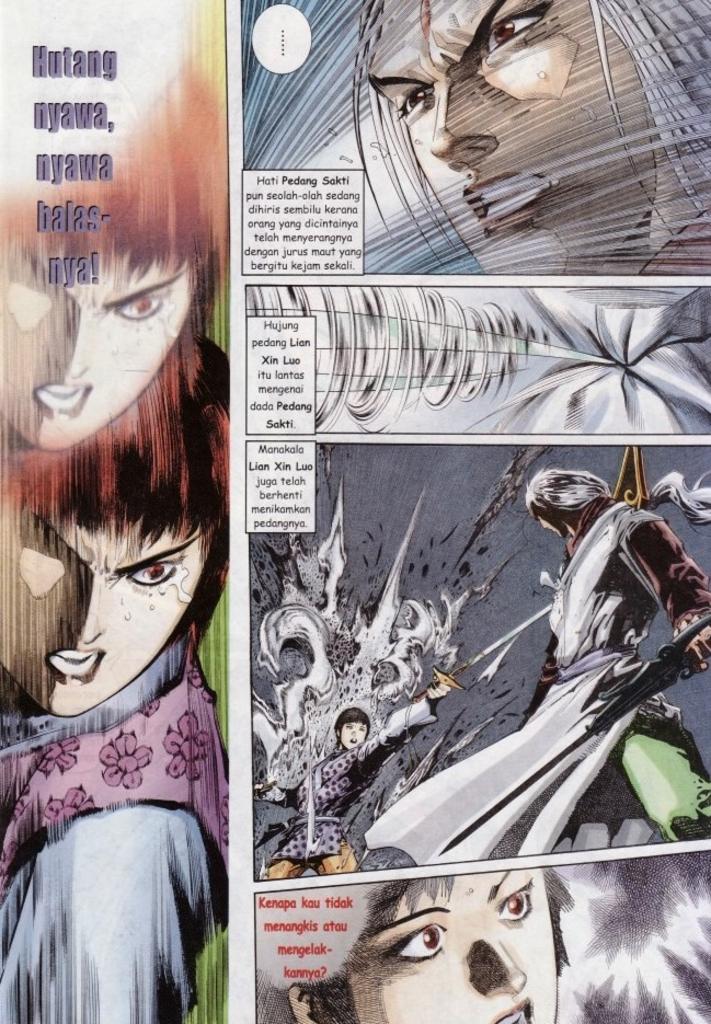 Hutang
nyawa,
nyawa
balas-
nya!
......
Hati Pedang Sakti
pun seolah-olah sedang
dihiris sembilu kerana
orang yang dicintainya
telah menyerangnya
dengan jurus maut yang
bergitu kejam sekali.
Hujung
pedang Lian
Xin Luo
itu lantas
mengenai
dada Pedang
Sakti.
Manakala
Lian Xin Luo
juga telah
berhenti
menikamkan
pedangnya.
Kenapa kau tidak
menangkis atau
mengelak-
kannya?